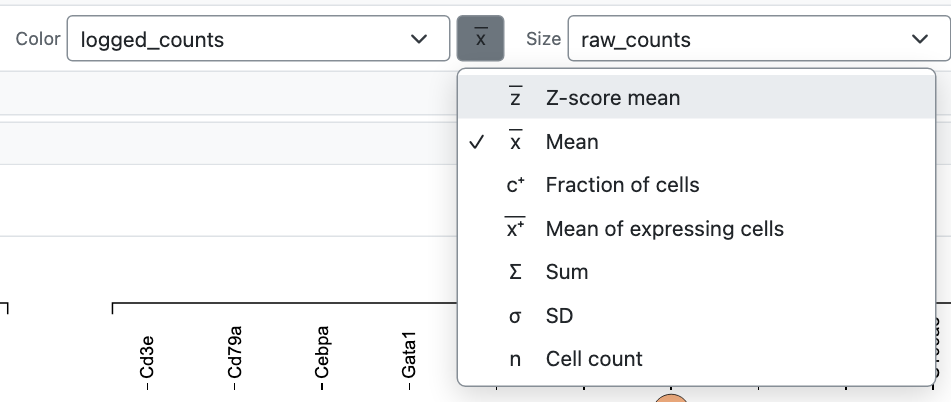 Color logged_counts x̅ Size raw_counts
z̅ Z-score mean
✓ x̅ Mean
c⁺ Fraction of cells
x̅⁺ Mean of expressing cells
Σ Sum
σ SD
n Cell count
Cd3e
Cd79a
Cebpa
Gata1